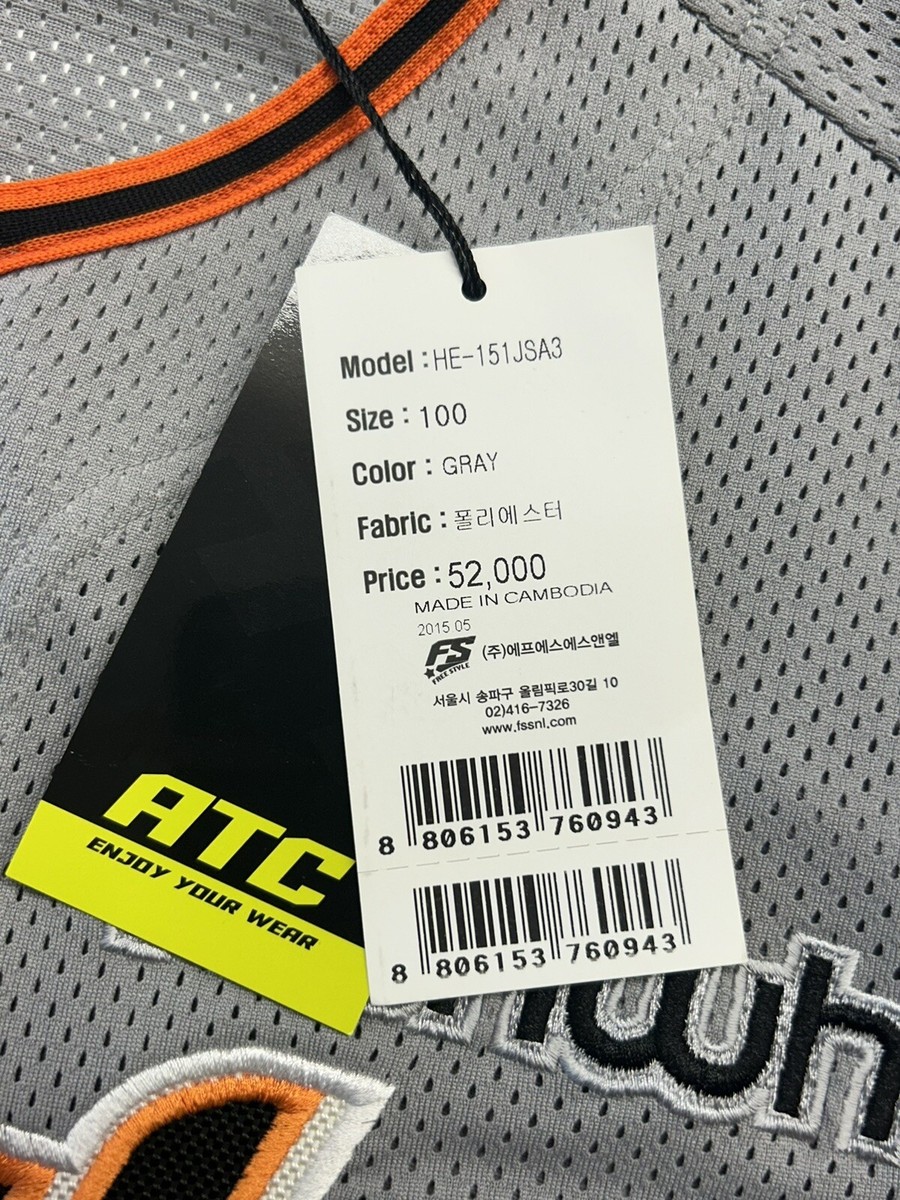 Model : HE-151JSA3
Size : 100
Color : GRAY
Fabric : 폴리에스터
Price : 52,000
MADE IN CAMBODIA
2015 05
FS FREE STYLE (주)에프에스에스앤엘
서울시 송파구 올림픽로30길 10
02)416-7326
www.fssnl.com
8 806153 760943
8 806153 760943
ATC
ENJOY YOUR WEAR